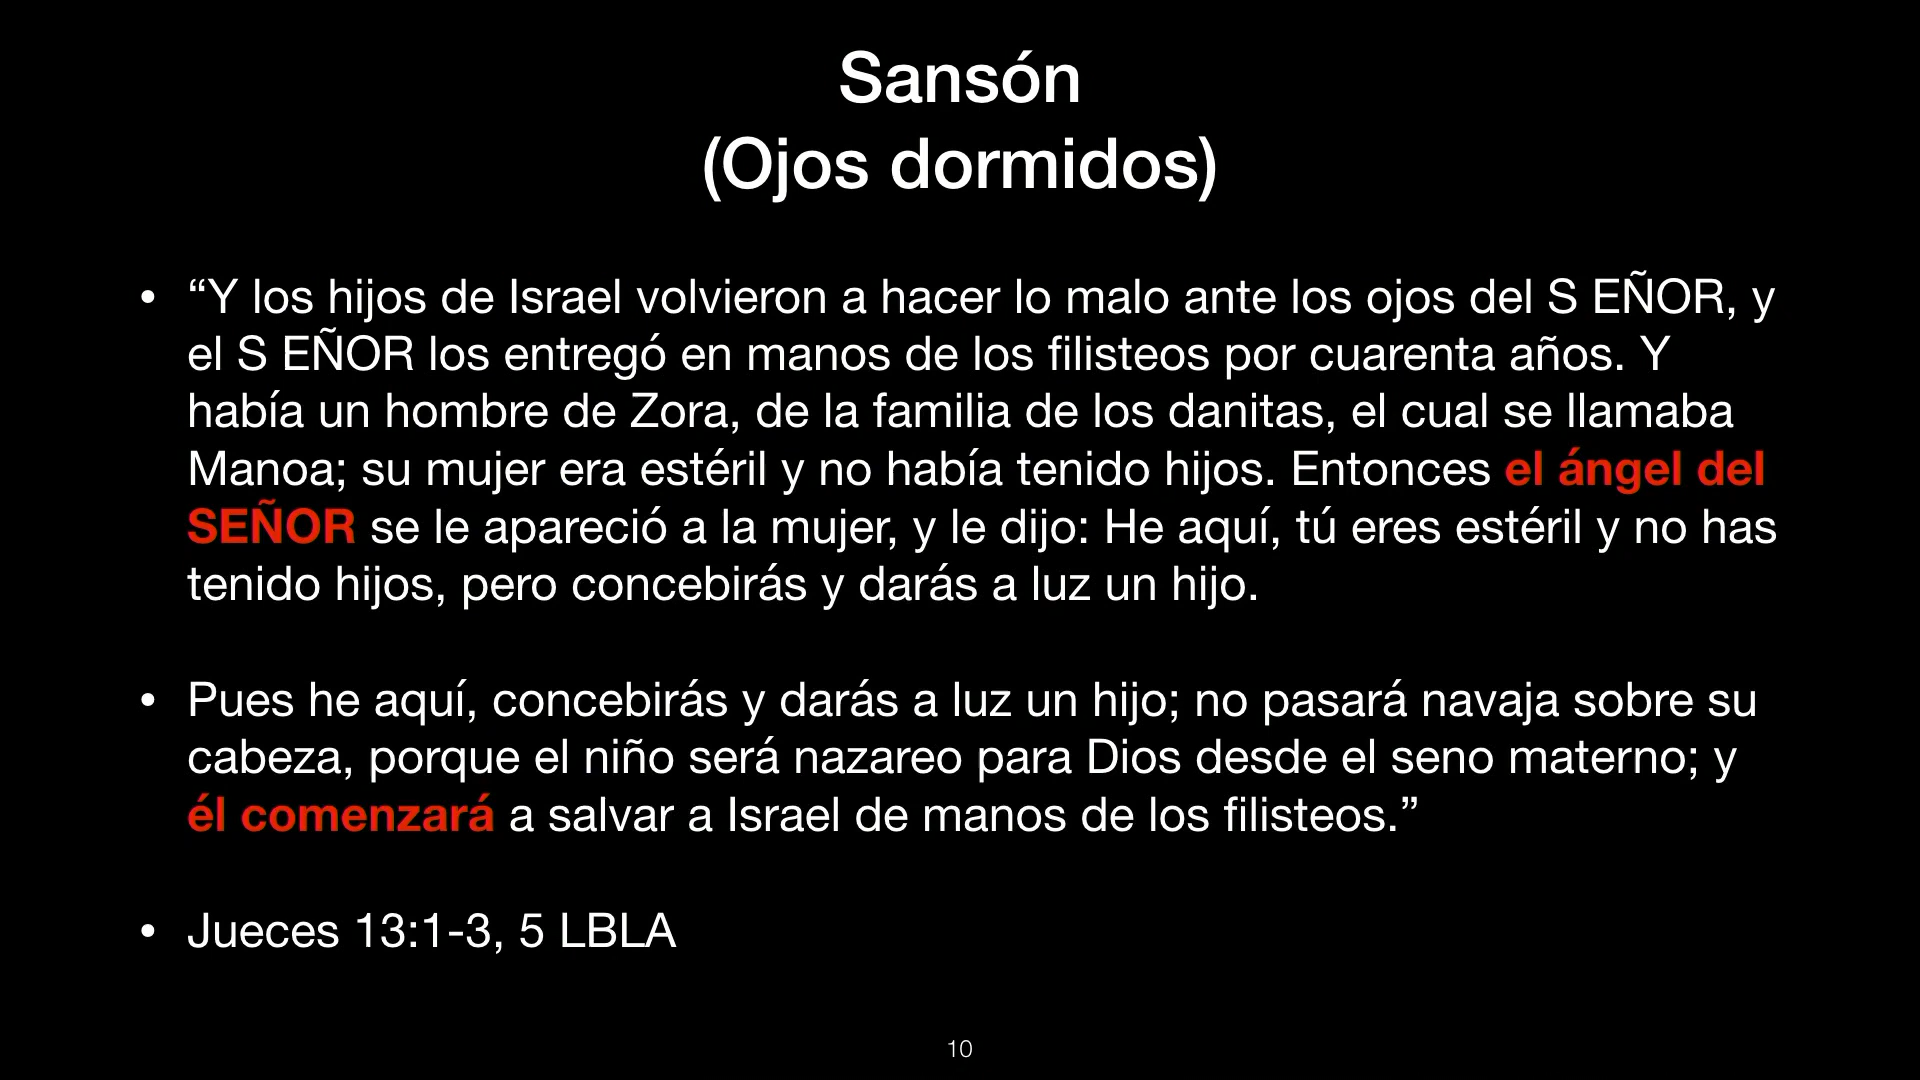 Sansón
(Ojos dormidos)
• “Y los hijos de Israel volvieron a hacer lo malo ante los ojos del S EÑOR, y
el S EÑOR los entregó en manos de los filisteos por cuarenta años. Y
había un hombre de Zora, de la familia de los danitas, el cual se llamaba
Manoa; su mujer era estéril y no había tenido hijos. Entonces el ángel del
SEÑOR se le apareció a la mujer, y le dijo: He aquí, tú eres estéril y no has
tenido hijos, pero concebirás y darás a luz un hijo.
• Pues he aquí, concebirás y darás a luz un hijo; no pasará navaja sobre su
cabeza, porque el niño será nazareo para Dios desde el seno materno; y
él comenzará a salvar a Israel de manos de los filisteos.”
• Jueces 13:1-3, 5 LBLA
10